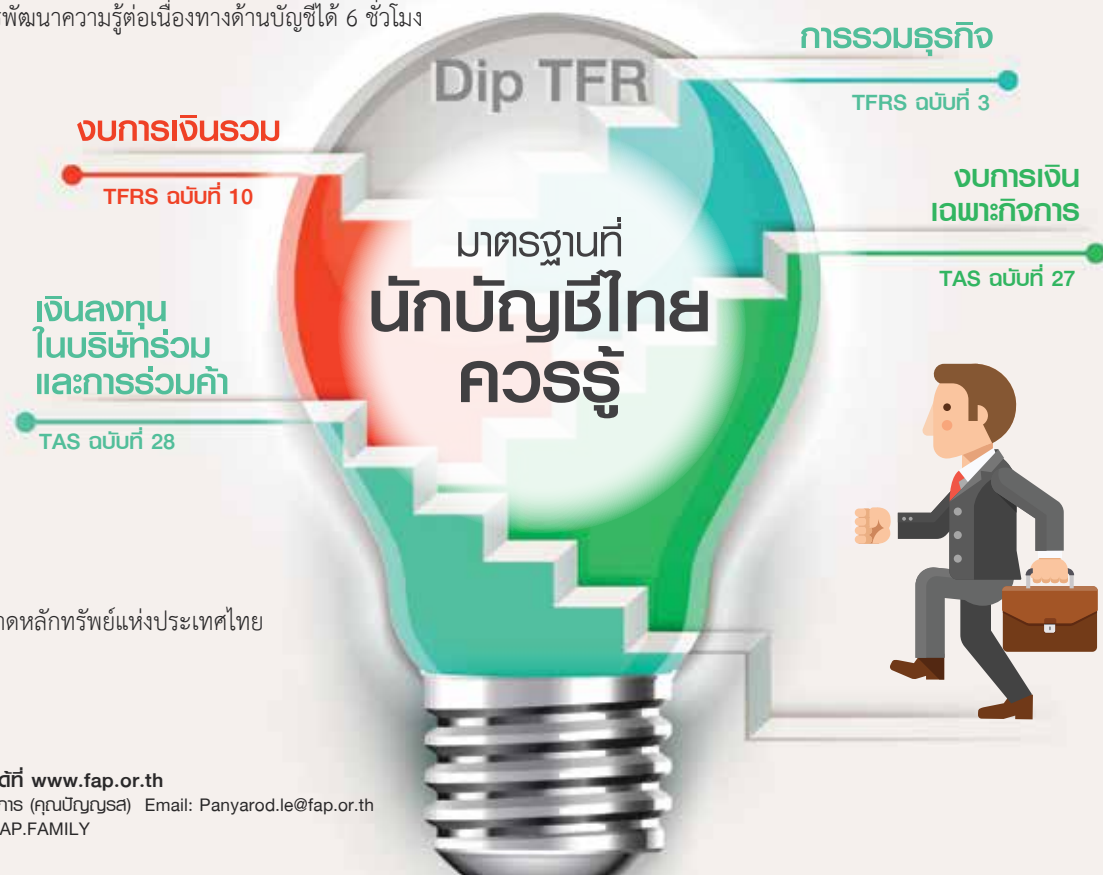 พัฒนาความรู้ต่อเนื่องทางด้านบัญชีได้ 6 ชั่วโมง
Dip TFR
การรวมธุรกิจ
TFRS ฉบับที่ 3
งบการเงินรวม
TFRS ฉบับที่ 10
งบการเงิน
เฉพาะกิจการ
TAS ฉบับที่ 27
มาตรฐานที่
นักบัญชีไทย
ควรรู้
เงินลงทุน
ในบริษัทร่วม
และการร่วมค้า
TAS ฉบับที่ 28
าดหลักทรัพย์แห่งประเทศไทย
ด้ที่ www.fap.or.th
การ (คุณปัญญรส) Email: Panyarod.le@fap.or.th
AP.FAMILY